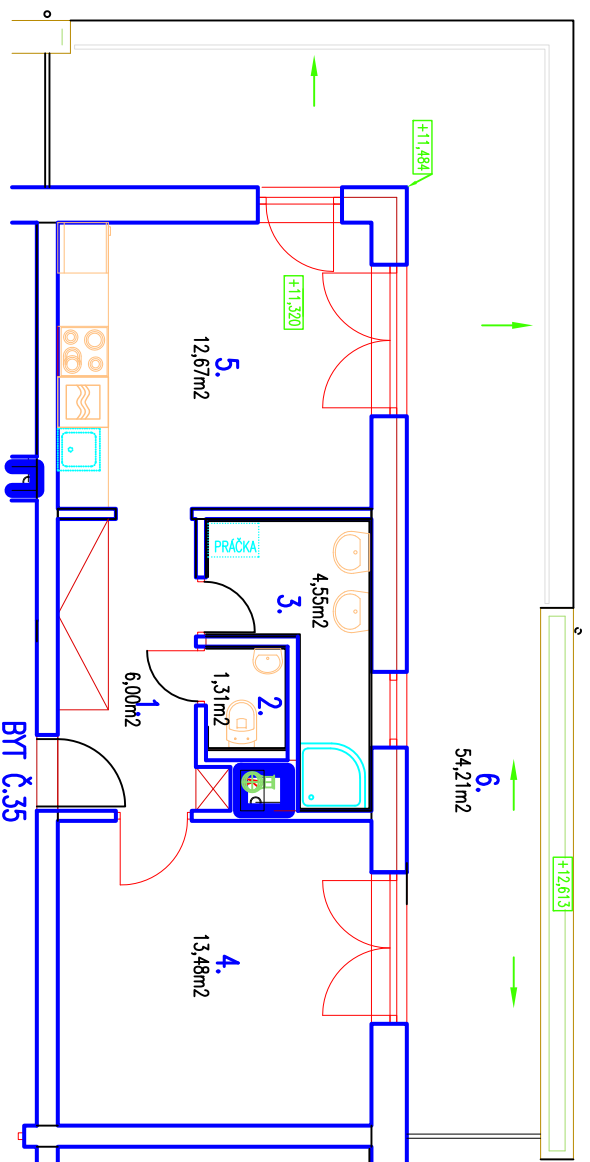 +11,484
+11,320
5.
12,67m2
PRÁČKA
3.
4,55m2
2.
1,31m2
1.
6,00m2
6.
54,21m2
BYT Č.35
+12,613
4.
13,48m2